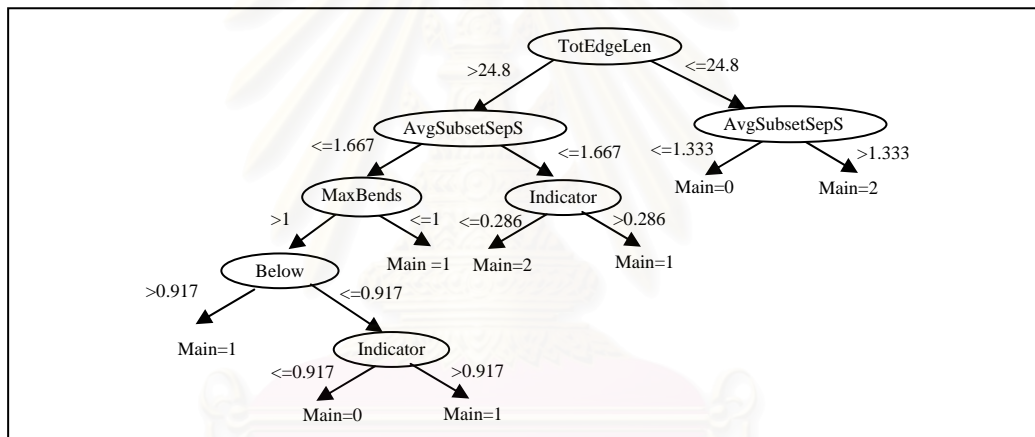 TotEdgeLen
>24.8
<=24.8
AvgSubsetSepS
AvgSubsetSepS
<=1.667
<=1.667
<=1.333
>1.333
MaxBends
Indicator
Main=0
Main=2
>1
<=1
<=0.286
>0.286
Below
Main =1
Main=2
Main=1
>0.917
<=0.917
Main=1
Indicator
<=0.917
>0.917
Main=0
Main=1